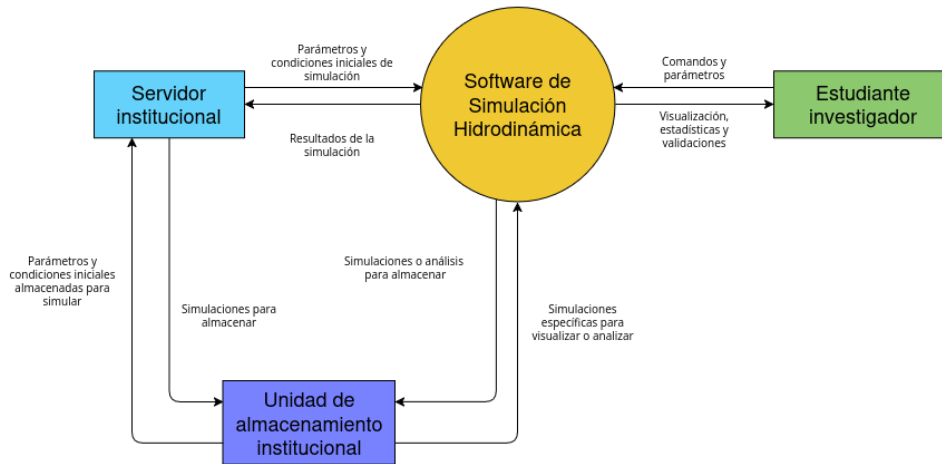 Parámetros y
condiciones iniciales de
simulación
Servidor
institucional
Resultados de la
simulación
Software de
Simulación
Hidrodinámica
Comandos y
parámetros
Estudiante
investigador
Visualización,
estadísticas y
validaciones
Parámetros y
condiciones iniciales
almacenadas para
simular
Simulaciones para
almacenar
Simulaciones o análisis
para almacenar
Simulaciones
específicas para
visualizar o analizar
Unidad de
almacenamiento
institucional